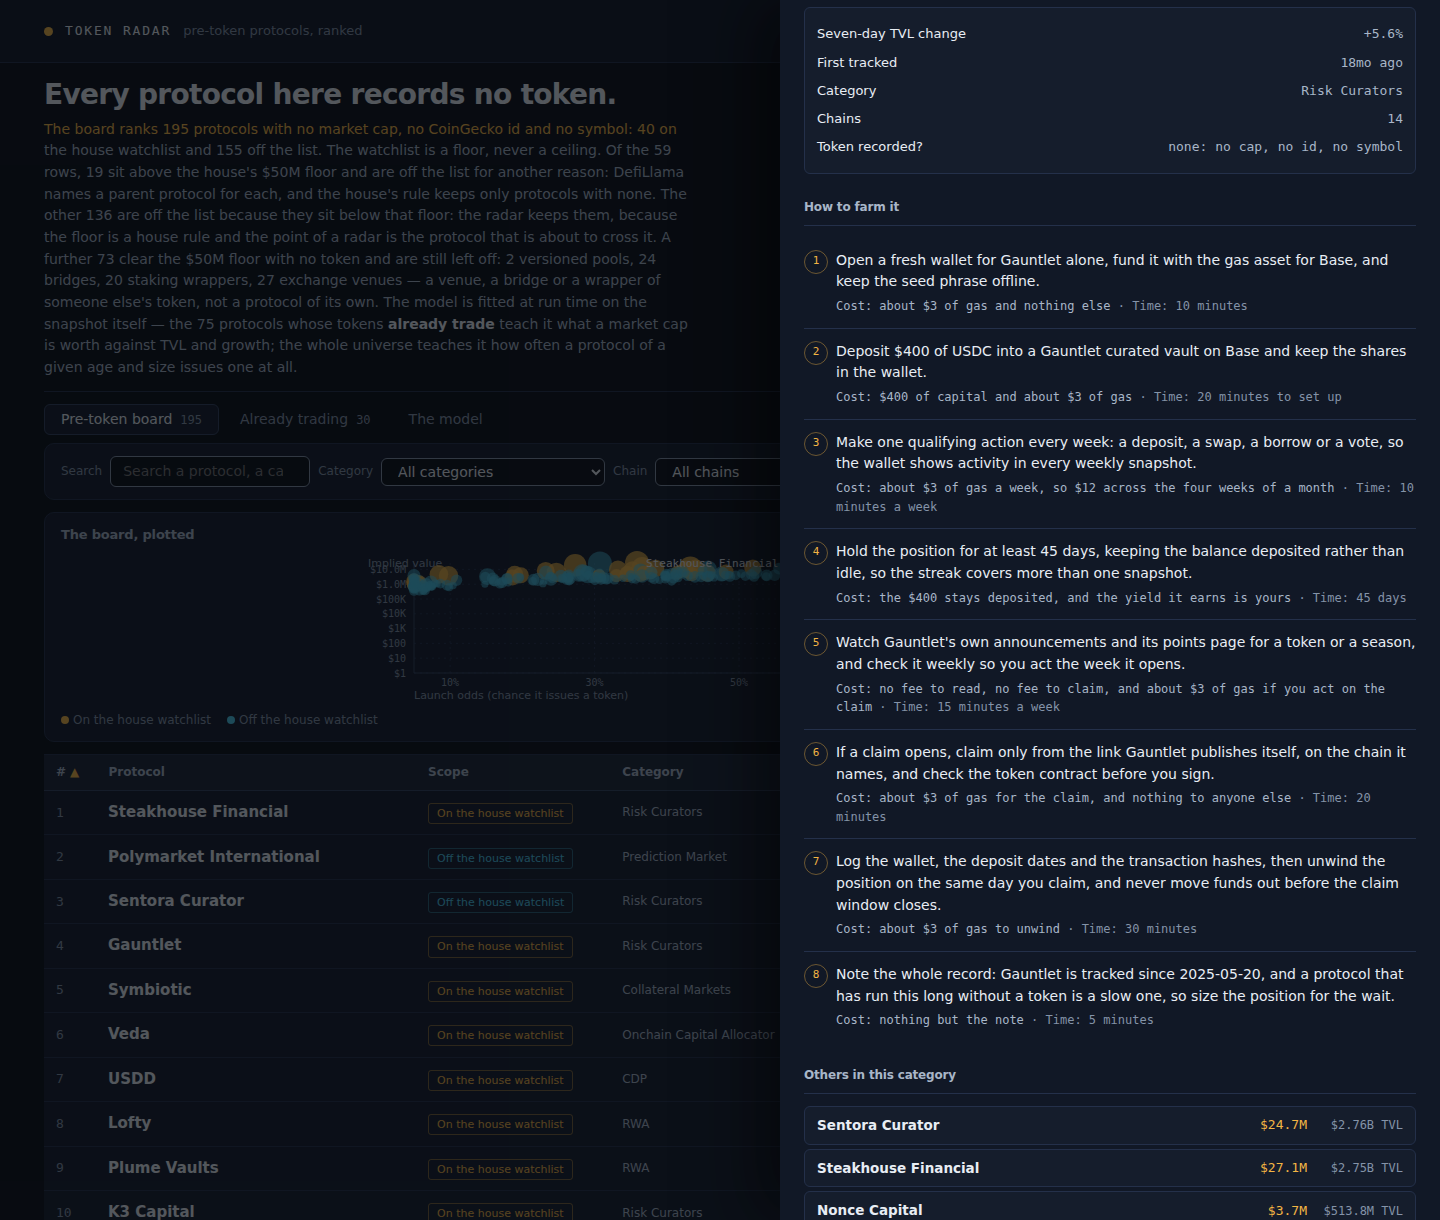 TOKEN RADAR pre-token protocols, ranked
Every protocol here records no token.
The board ranks 195 protocols with no market cap, no CoinGecko id and no symbol: 40 on
the house watchlist and 155 off the list. The watchlist is a floor, never a ceiling. Of the 59
rows, 19 sit above the house's $50M floor and are off the list for another reason: DefiLlama
names a parent protocol for each, and the house's rule keeps only protocols with none. The
other 136 are off the list because they sit below that floor: the radar keeps them, because
the floor is a house rule and the point of a radar is the protocol that is about to cross it. A
further 73 clear the $50M floor with no token and are still left off: 2 versioned pools, 24
bridges, 20 staking wrappers, 27 exchange venues — a venue, a bridge or a wrapper of
someone else's token, not a protocol of its own. The model is fitted at run time on the
snapshot itself — the 75 protocols whose tokens already trade teach it what a market cap
is worth against TVL and growth; the whole universe teaches it how often a protocol of a
given age and size issues one at all.
Pre-token board 195 Already trading 30 The model
Search Search a protocol, a ca Category All categories Chain All chains
The board, plotted
Implied value
Steakhouse Financial
$10.0M
$1.0M
$100K
$10K
$1K
$100
$10
$1
10% 30% 50%
Launch odds (chance it issues a token)
On the house watchlist Off the house watchlist
# ▲ Protocol Scope Category
1 Steakhouse Financial On the house watchlist Risk Curators
2 Polymarket International Off the house watchlist Prediction Market
3 Sentora Curator Off the house watchlist Risk Curators
4 Gauntlet On the house watchlist Risk Curators
5 Symbiotic On the house watchlist Collateral Markets
6 Veda On the house watchlist Onchain Capital Allocator
7 USDD On the house watchlist CDP
8 Lofty On the house watchlist RWA
9 Plume Vaults On the house watchlist RWA
10 K3 Capital On the house watchlist Risk Curators
Seven-day TVL change +5.6%
First tracked 18mo ago
Category Risk Curators
Chains 14
Token recorded? none: no cap, no id, no symbol
How to farm it
1 Open a fresh wallet for Gauntlet alone, fund it with the gas asset for Base, and
keep the seed phrase offline.
Cost: about $3 of gas and nothing else · Time: 10 minutes
2 Deposit $400 of USDC into a Gauntlet curated vault on Base and keep the shares
in the wallet.
Cost: $400 of capital and about $3 of gas · Time: 20 minutes to set up
3 Make one qualifying action every week: a deposit, a swap, a borrow or a vote, so
the wallet shows activity in every weekly snapshot.
Cost: about $3 of gas a week, so $12 across the four weeks of a month · Time: 10
minutes a week
4 Hold the position for at least 45 days, keeping the balance deposited rather than
idle, so the streak covers more than one snapshot.
Cost: the $400 stays deposited, and the yield it earns is yours · Time: 45 days
5 Watch Gauntlet's own announcements and its points page for a token or a season,
and check it weekly so you act the week it opens.
Cost: no fee to read, no fee to claim, and about $3 of gas if you act on the
claim · Time: 15 minutes a week
6 If a claim opens, claim only from the link Gauntlet publishes itself, on the chain it
names, and check the token contract before you sign.
Cost: about $3 of gas for the claim, and nothing to anyone else · Time: 20
minutes
7 Log the wallet, the deposit dates and the transaction hashes, then unwind the
position on the same day you claim, and never move funds out before the claim
window closes.
Cost: about $3 of gas to unwind · Time: 30 minutes
8 Note the whole record: Gauntlet is tracked since 2025-05-20, and a protocol that
has run this long without a token is a slow one, so size the position for the wait.
Cost: nothing but the note · Time: 5 minutes
Others in this category
Sentora Curator $24.7M $2.76B TVL
Steakhouse Financial $27.1M $2.75B TVL
Nonce Capital $3.7M $513.8M TVL